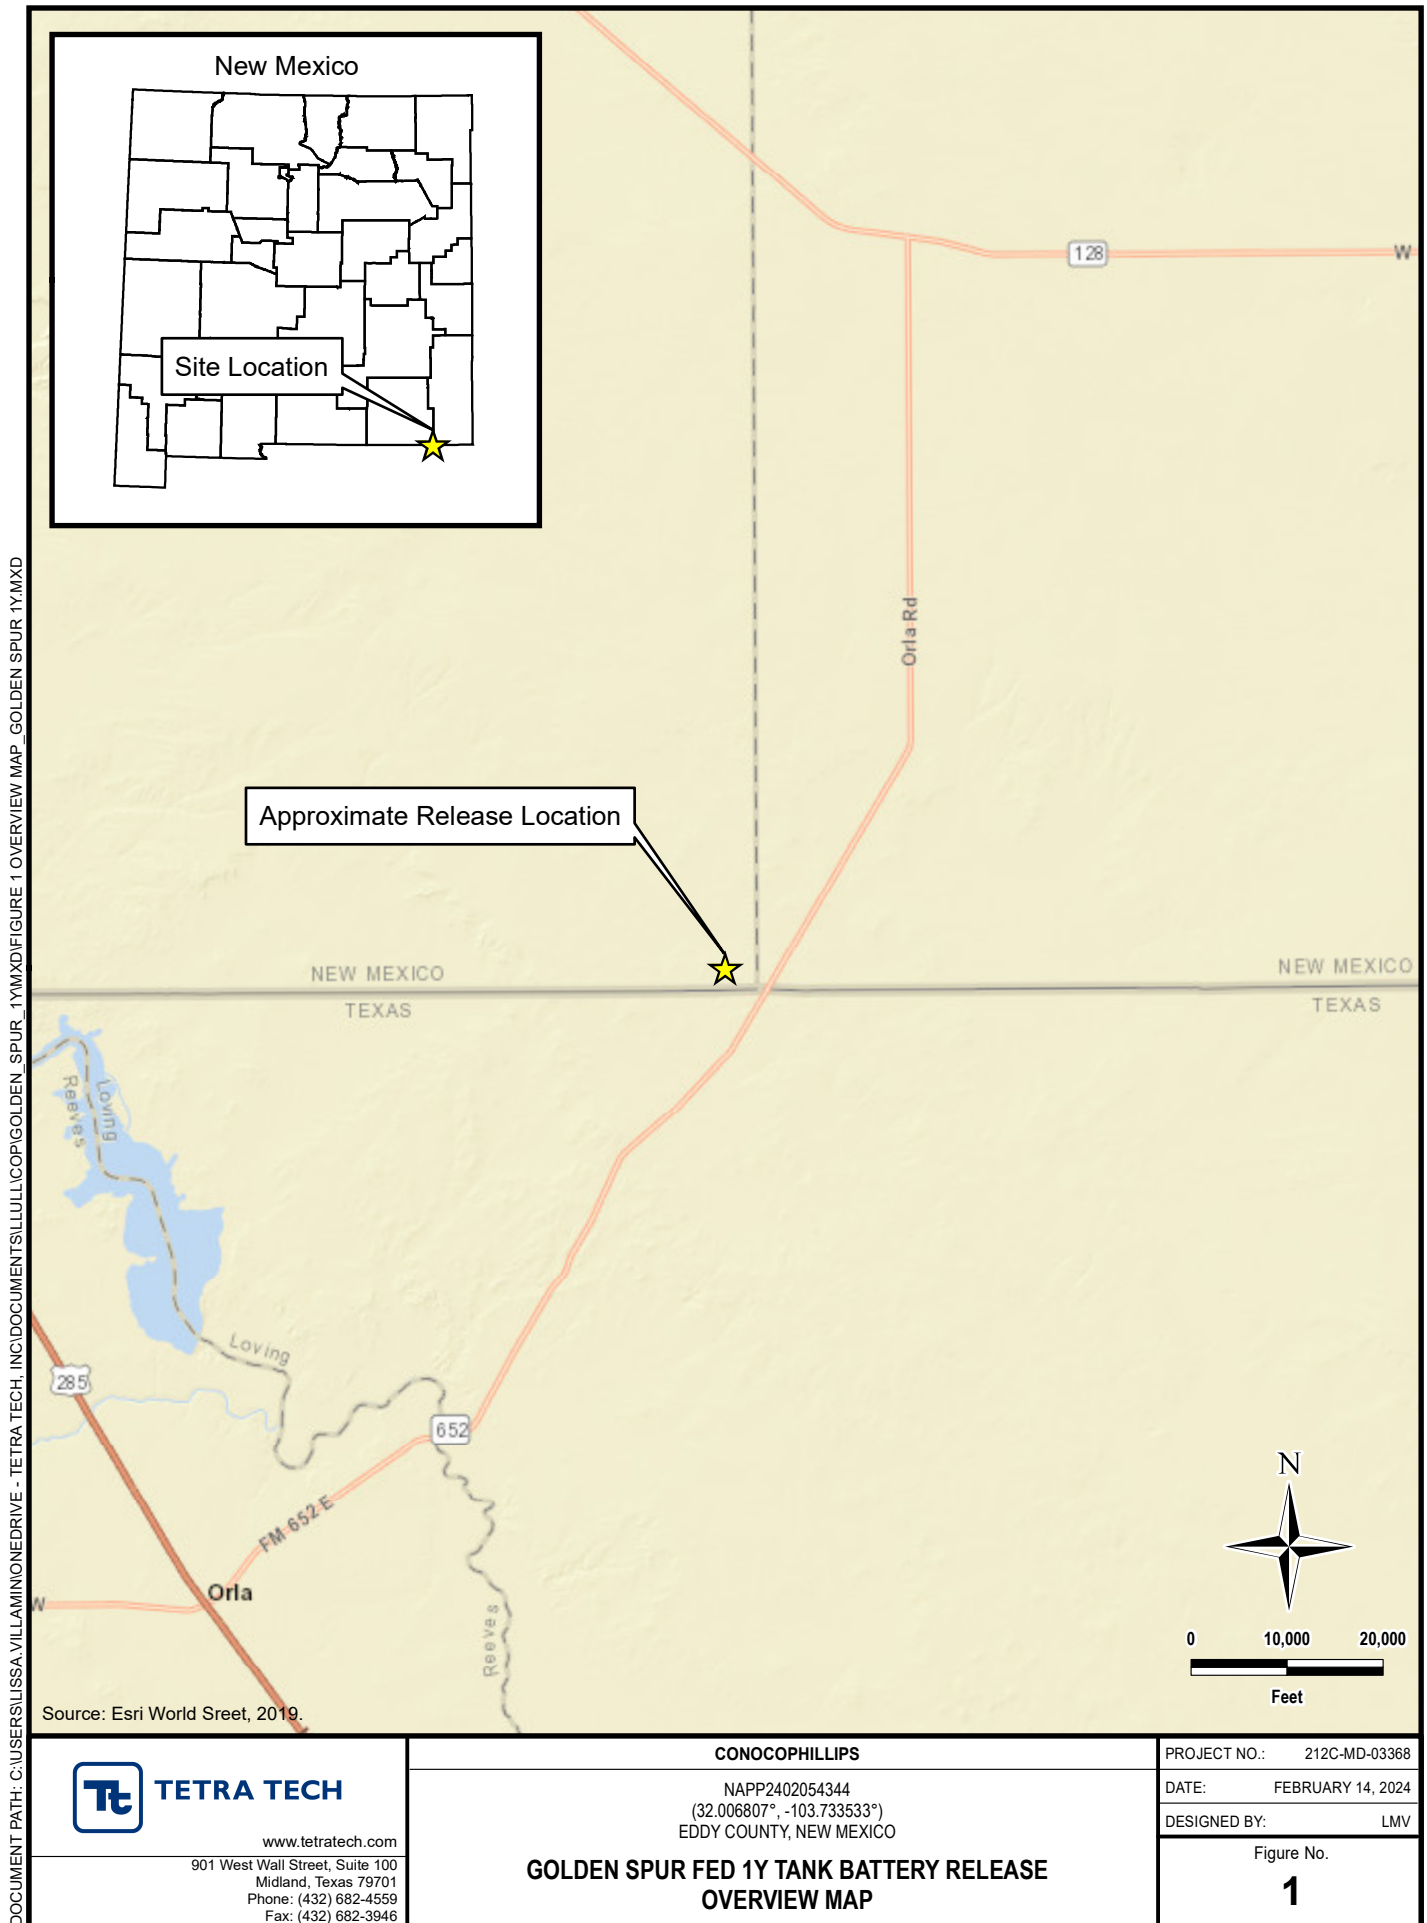 New Mexico
Site Location
128
W
Orla Rd
Approximate Release Location
NEW MEXICO
TEXAS
NEW MEXICO
TEXAS
Loving
Reeves
Loving
285
652
FM 652 E
Orla
W
Reeves
N
0 10,000 20,000
Feet
Source: Esri World Sreet, 2019.
DOCUMENT PATH: C:\USERS\LISSA.VILLAMIN\ONEDRIVE - TETRA TECH, INC\DOCUMENTS\LLULL\COP\GOLDEN_SPUR_1Y\MXD\FIGURE 1 OVERVIEW MAP_GOLDEN SPUR 1Y.MXD
Tt TETRA TECH
www.tetratech.com
901 West Wall Street, Suite 100
Midland, Texas 79701
Phone: (432) 682-4559
Fax: (432) 682-3946
CONOCOPHILLIPS
NAPP2402054344
(32.006807°, -103.733533°)
EDDY COUNTY, NEW MEXICO
GOLDEN SPUR FED 1Y TANK BATTERY RELEASE
OVERVIEW MAP
PROJECT NO.: 212C-MD-03368
DATE: FEBRUARY 14, 2024
DESIGNED BY: LMV
Figure No.
1